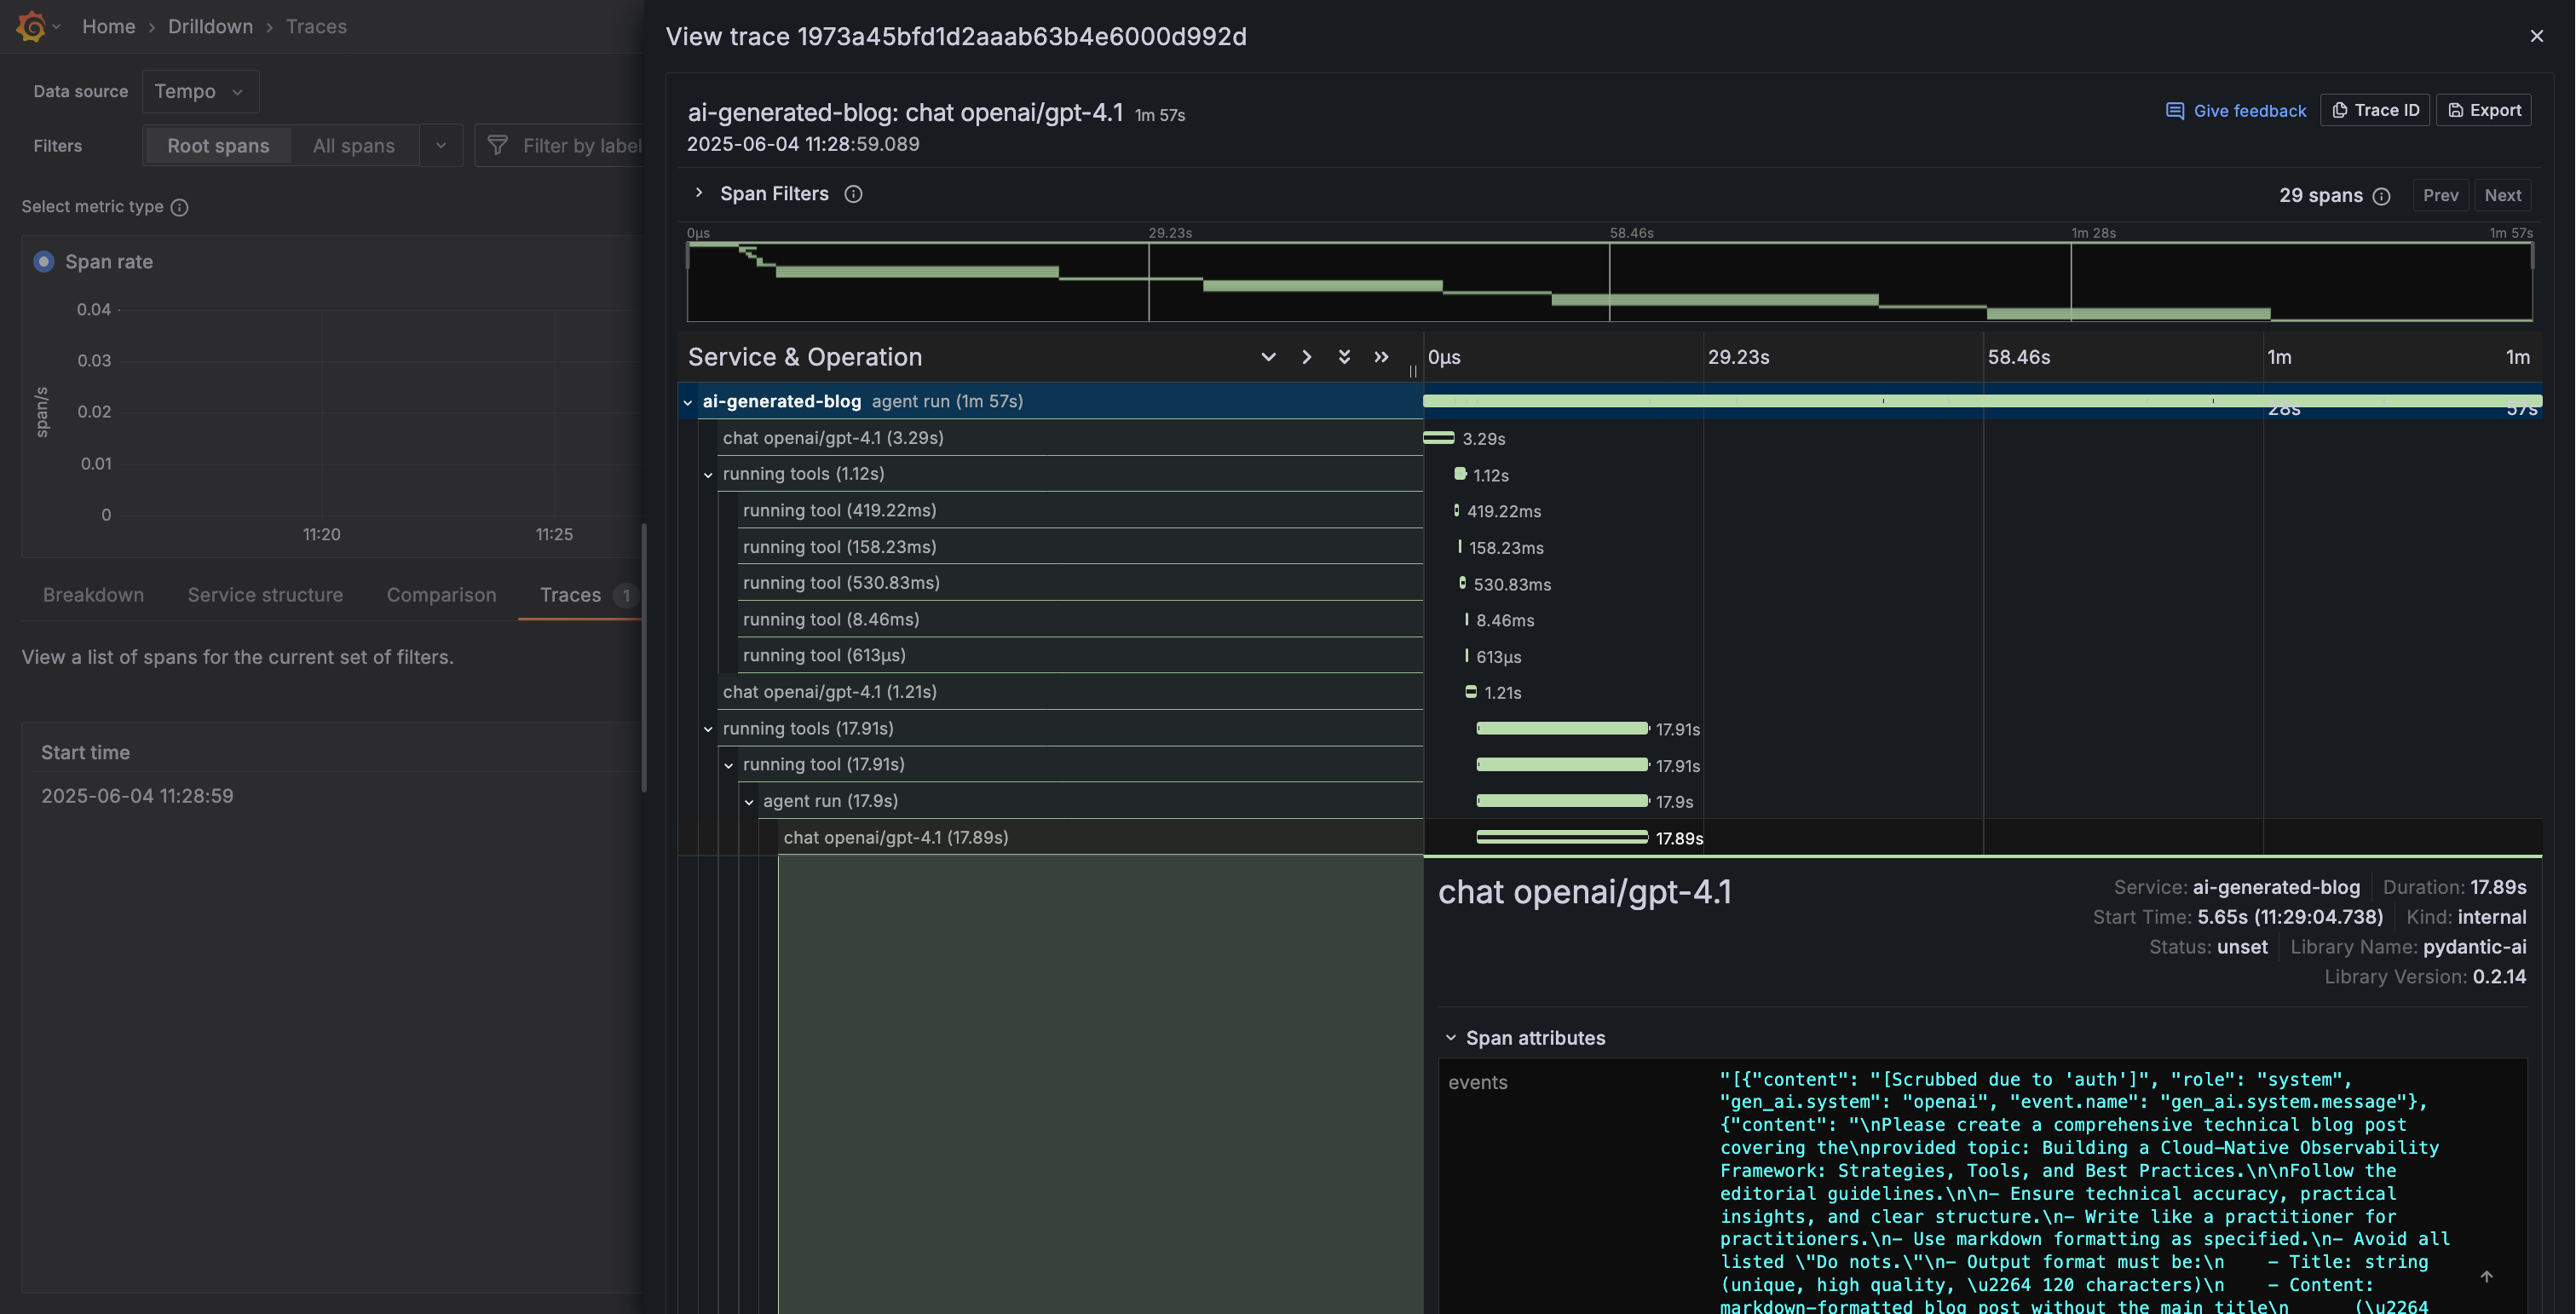 Home > Drilldown > Traces
Data source Tempo
Filters Root spans All spans Filter by label
Select metric type
Span rate
0.04
0.03
0.02
0.01
0
span/s
11:20 11:25
Breakdown Service structure Comparison Traces 1
View a list of spans for the current set of filters.
Start time
2025-06-04 11:28:59
View trace 1973a45bfd1d2aaab63b4e6000d992d
ai-generated-blog: chat openai/gpt-4.1 1m 57s
2025-06-04 11:28:59.089
Give feedback Trace ID Export
Span Filters
29 spans Prev Next
0μs 29.23s 58.46s 1m 28s 1m 57s
Service & Operation
0μs 29.23s 58.46s 1m 28s 1m 57s
ai-generated-blog agent run (1m 57s)
chat openai/gpt-4.1 (3.29s) 3.29s
running tools (1.12s) 1.12s
running tool (419.22ms) 419.22ms
running tool (158.23ms) 158.23ms
running tool (530.83ms) 530.83ms
running tool (8.46ms) 8.46ms
running tool (613μs) 613μs
chat openai/gpt-4.1 (1.21s) 1.21s
running tools (17.91s) 17.91s
running tool (17.91s) 17.91s
agent run (17.9s) 17.9s
chat openai/gpt-4.1 (17.89s) 17.89s
chat openai/gpt-4.1
Service: ai-generated-blog Duration: 17.89s
Start Time: 5.65s (11:29:04.738) Kind: internal
Status: unset Library Name: pydantic-ai
Library Version: 0.2.14
Span attributes
events
"[{"content": "[Scrubbed due to 'auth']", "role": "system",
"gen_ai.system": "openai", "event.name": "gen_ai.system.message"},
{"content": "\nPlease create a comprehensive technical blog post
covering the\nprovided topic: Building a Cloud-Native Observability
Framework: Strategies, Tools, and Best Practices.\n\nFollow the
editorial guidelines.\n\n- Ensure technical accuracy, practical
insights, and clear structure.\n- Write like a practitioner for
practitioners.\n- Use markdown formatting as specified.\n- Avoid all
listed \"Do nots.\"\n- Output format must be:\n    - Title: string
(unique, high quality, \u2264 120 characters)\n    - Content:
markdown-formatted blog post without the main title\n      (\u2264